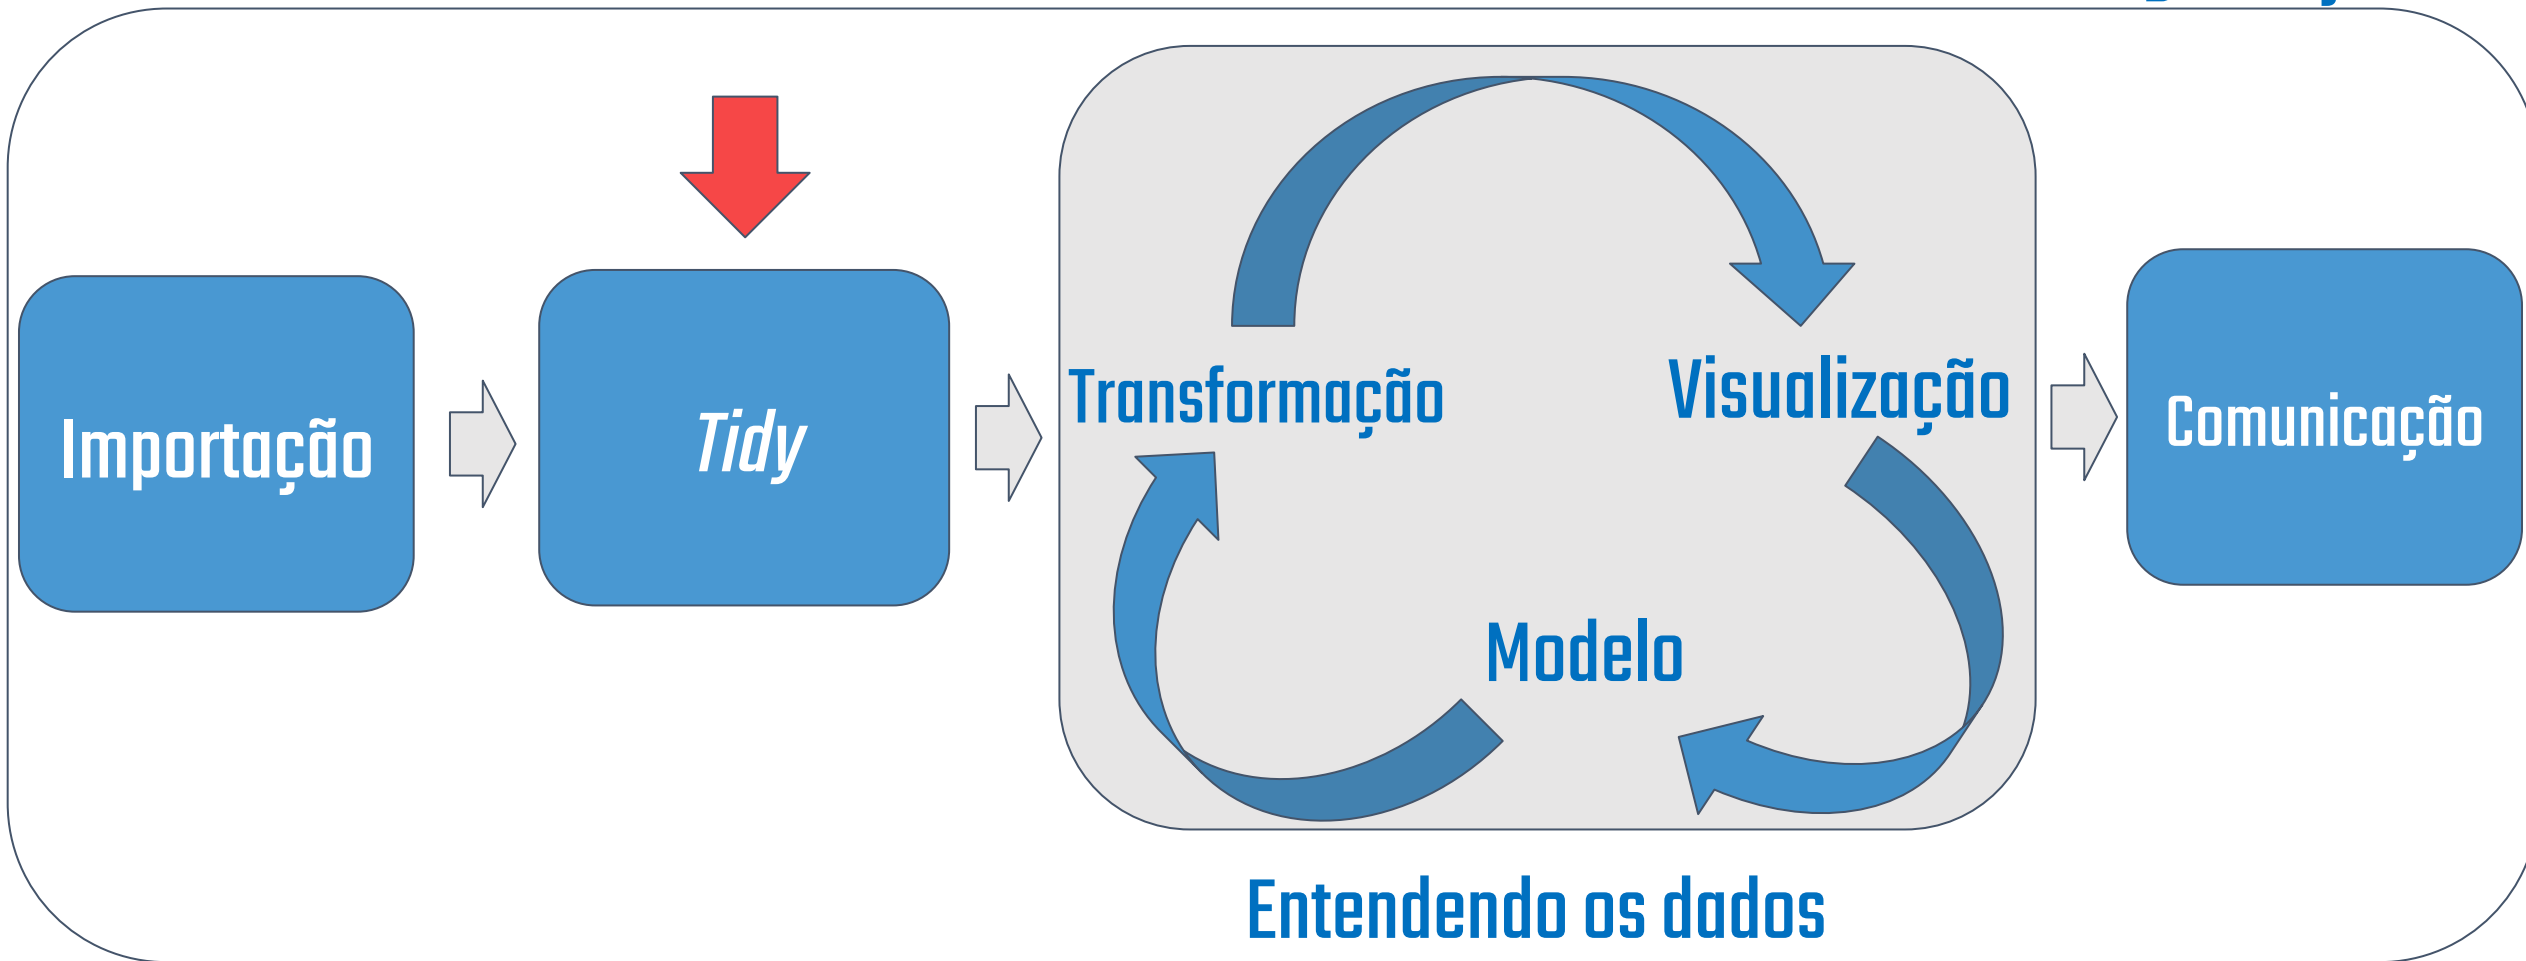 Importação
Tidy
Transformação
Visualização
Modelo
Comunicação
Entendendo os dados